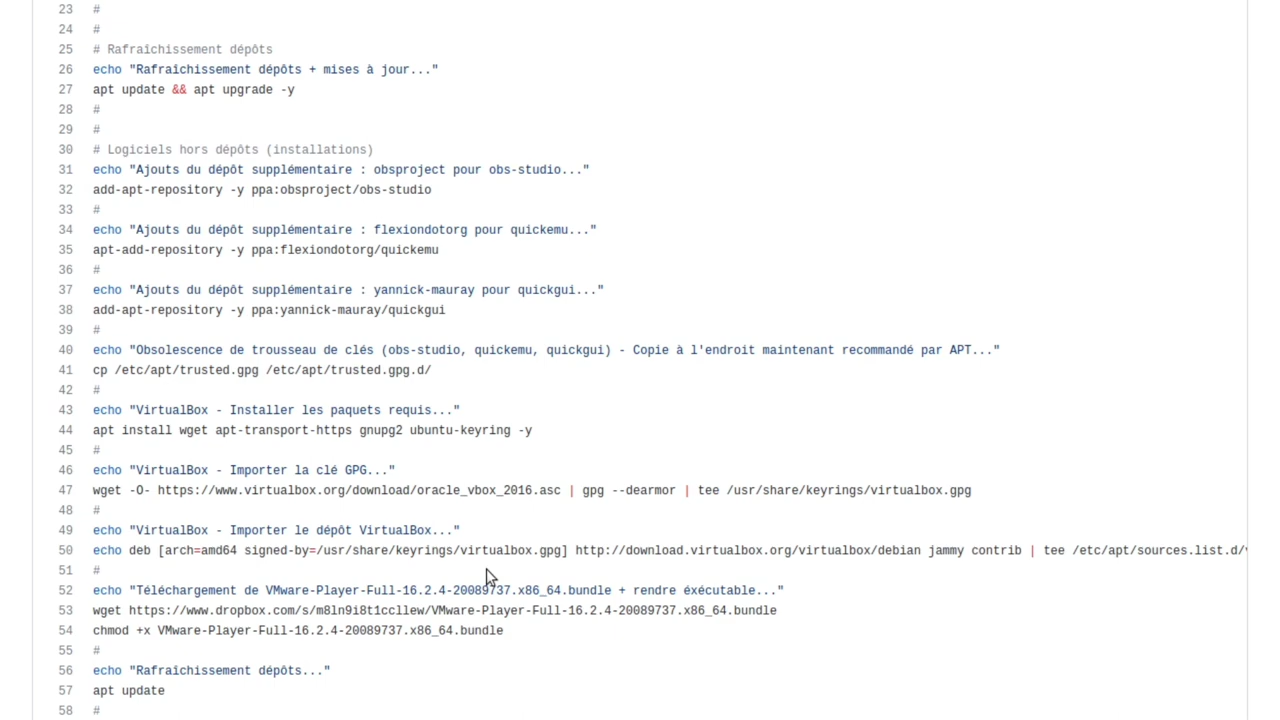 23 #
24 #
25 # Rafraîchissement dépôts
26 echo "Rafraîchissement dépôts + mises à jour..."
27 apt update && apt upgrade -y
28 #
29 #
30 # Logiciels hors dépôts (installations)
31 echo "Ajouts du dépôt supplémentaire : obsproject pour obs-studio..."
32 add-apt-repository -y ppa:obsproject/obs-studio
33 #
34 echo "Ajouts du dépôt supplémentaire : flexiondotorg pour quickemu..."
35 apt-add-repository -y ppa:flexiondotorg/quickemu
36 #
37 echo "Ajouts du dépôt supplémentaire : yannick-mauray pour quickgui..."
38 add-apt-repository -y ppa:yannick-mauray/quickgui
39 #
40 echo "Obsolescence de trousseau de clés (obs-studio, quickemu, quickgui) - Copie à l'endroit maintenant recommandé par APT..."
41 cp /etc/apt/trusted.gpg /etc/apt/trusted.gpg.d/
42 #
43 echo "VirtualBox - Installer les paquets requis..."
44 apt install wget apt-transport-https gnupg2 ubuntu-keyring -y
45 #
46 echo "VirtualBox - Importer la clé GPG..."
47 wget -O- https://www.virtualbox.org/download/oracle_vbox_2016.asc | gpg --dearmor | tee /usr/share/keyrings/virtualbox.gpg
48 #
49 echo "VirtualBox - Importer le dépôt VirtualBox..."
50 echo deb [arch=amd64 signed-by=/usr/share/keyrings/virtualbox.gpg] http://download.virtualbox.org/virtualbox/debian jammy contrib | tee /etc/apt/sources.list.d/
51 #
52 echo "Téléchargement de VMware-Player-Full-16.2.4-20089737.x86_64.bundle + rendre éxécutable..."
53 wget https://www.dropbox.com/s/m8ln9i8t1ccllew/VMware-Player-Full-16.2.4-20089737.x86_64.bundle
54 chmod +x VMware-Player-Full-16.2.4-20089737.x86_64.bundle
55 #
56 echo "Rafraîchissement dépôts..."
57 apt update
58 #